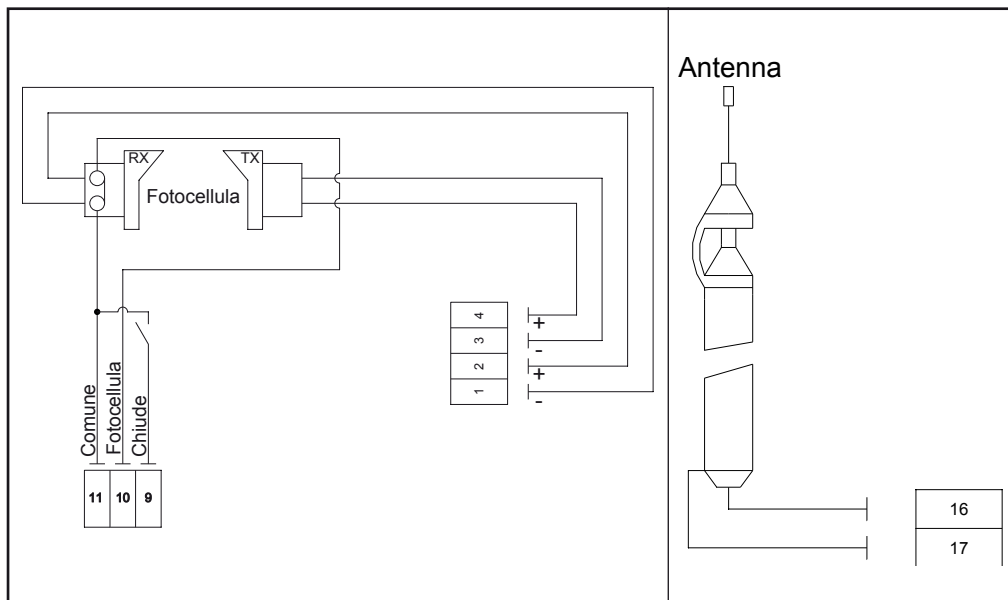 Antenna
RX
TX
Fotocellula
4
+
3
-
2
+
1
-
Comune
Fotocellula
Chiude
11
10
9
16
17